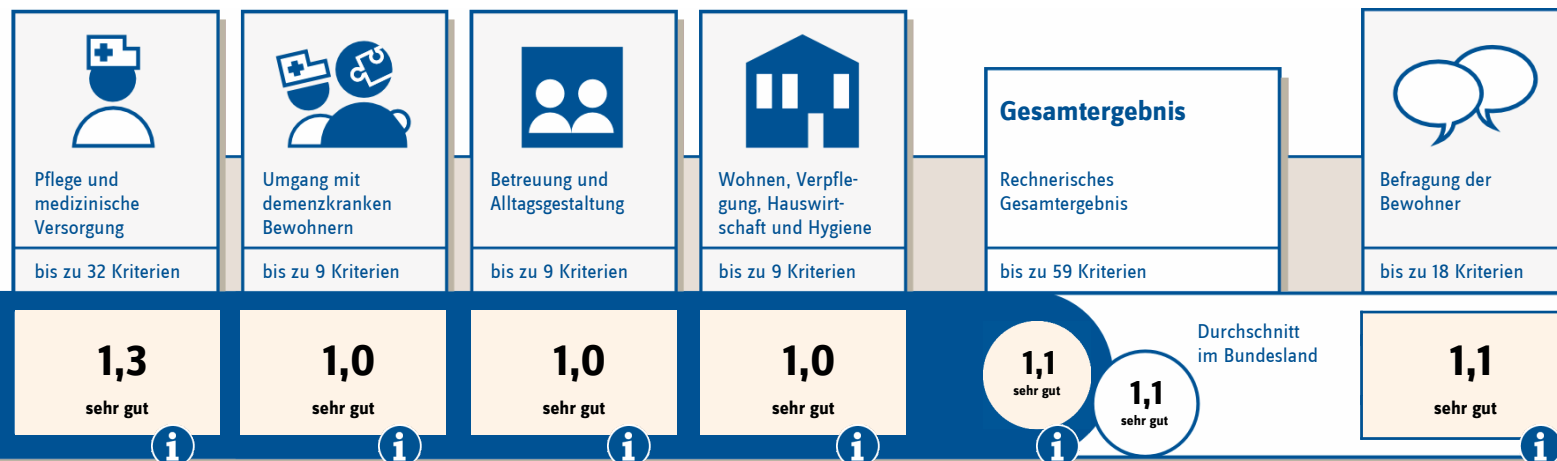 Pflege und
medizinische
Versorgung
bis zu 32 Kriterien
1,3
sehr gut
i
Umgang mit
demenzkranken
Bewohnern
bis zu 9 Kriterien
1,0
sehr gut
i
Betreuung und
Alltagsgestaltung
bis zu 9 Kriterien
1,0
sehr gut
i
Wohnen, Verpfle-
gung, Hauswirt-
schaft und Hygiene
bis zu 9 Kriterien
1,0
sehr gut
i
Gesamtergebnis
Rechnerisches
Gesamtergebnis
bis zu 59 Kriterien
1,1
sehr gut
i
Durchschnitt
im Bundesland
1,1
sehr gut
Befragung der
Bewohner
bis zu 18 Kriterien
1,1
sehr gut
i